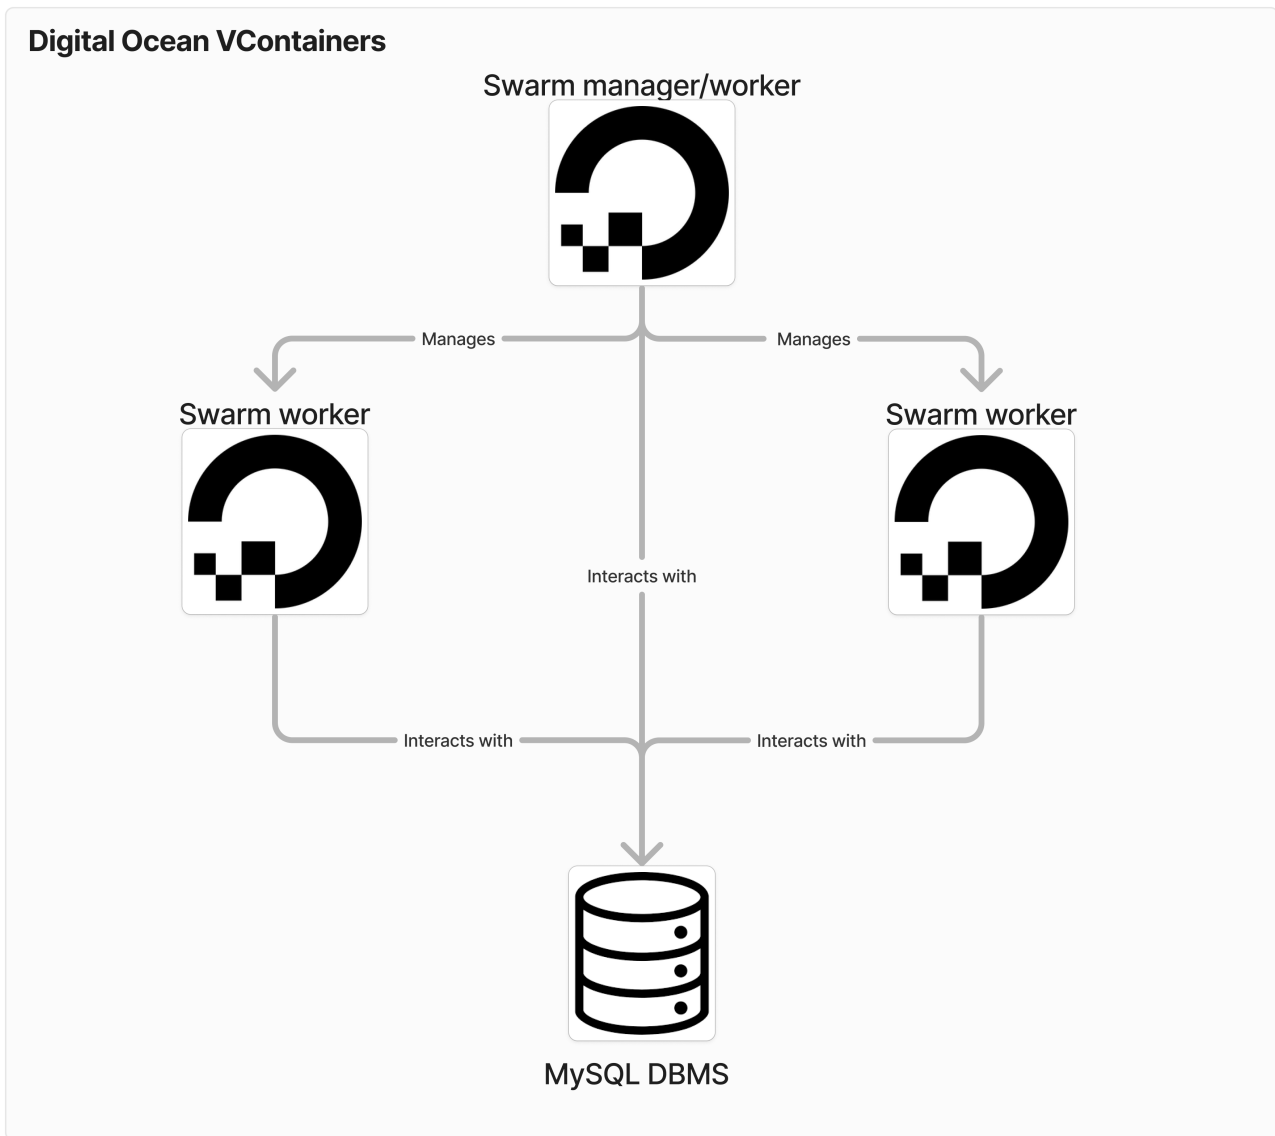 Digital Ocean VContainers
Swarm manager/worker
Manages
Manages
Swarm worker
Swarm worker
Interacts with
Interacts with
Interacts with
MySQL DBMS